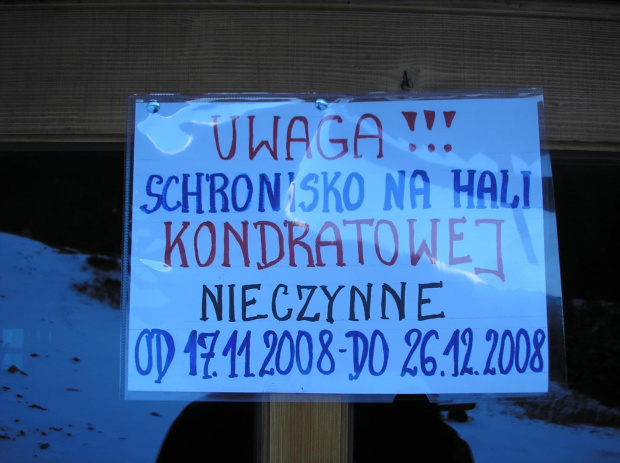 UWAGA !!!
SCHRONISKO NA HALI
KONDRATOWEJ
NIECZYNNE
OD 17.11.2008-DO 26.12.2008